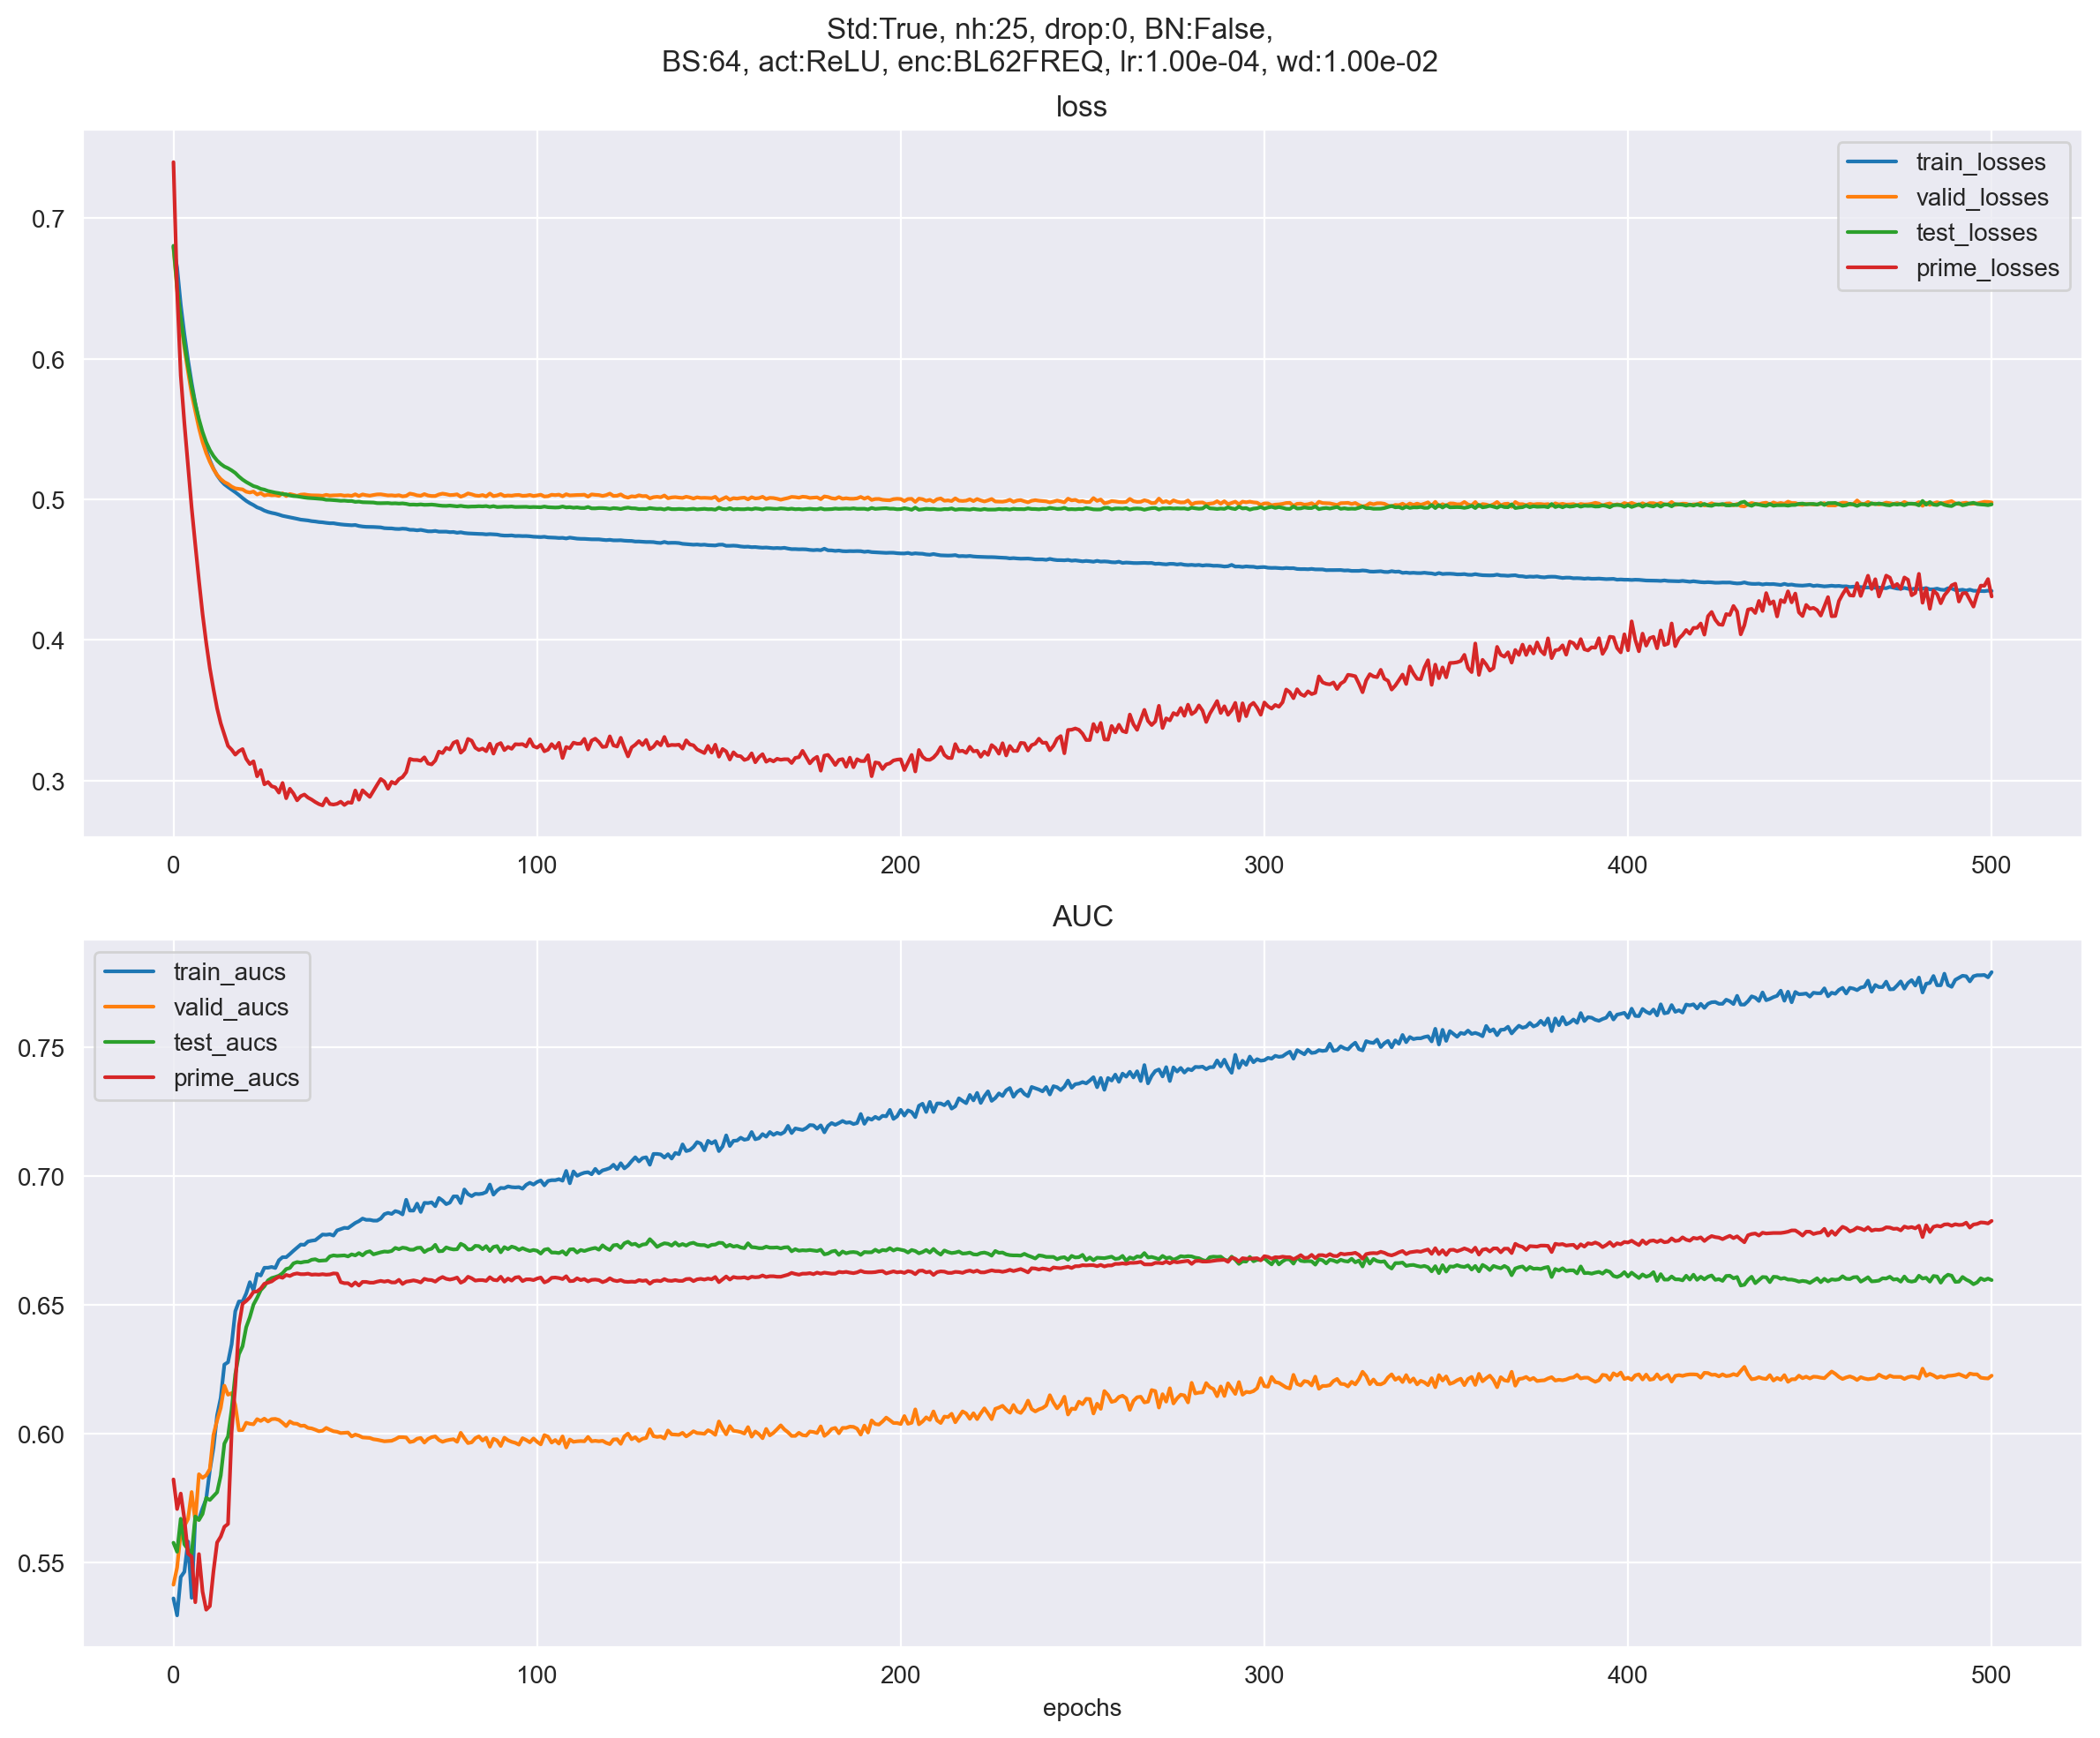 Std:True, nh:25, drop:0, BN:False,
BS:64, act:ReLU, enc:BL62FREQ, lr:1.00e-04, wd:1.00e-02
loss
train_losses
valid_losses
test_losses
prime_losses
0.7
0.6
0.5
0.4
0.3
0 100 200 300 400 500
AUC
train_aucs
valid_aucs
test_aucs
prime_aucs
0.75
0.70
0.65
0.60
0.55
0 100 200 300 400 500
epochs